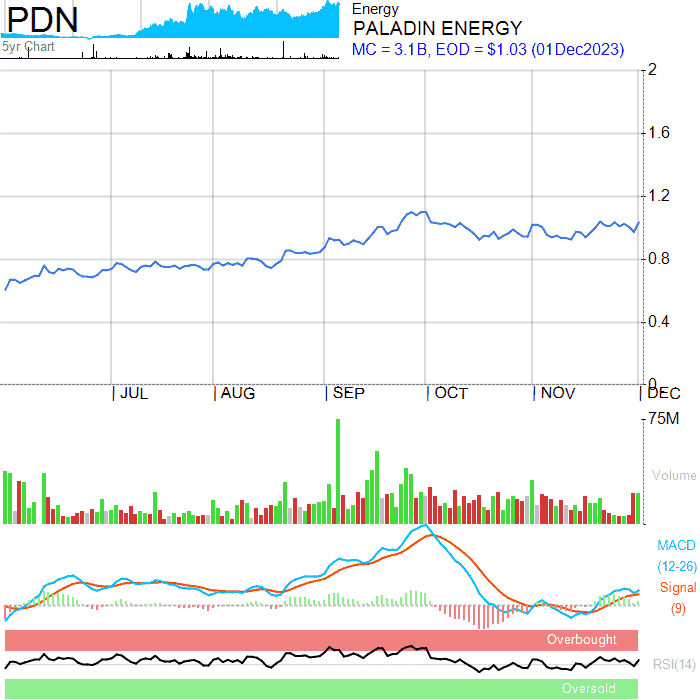 PDN
5yr Chart
Energy
PALADIN ENERGY
MC = 3.1B, EOD = $1.03 (01Dec2023)
2
1.6
1.2
0.8
0.4
0
JUL AUG SEP OCT NOV DEC
75M
Volume
MACD
(12-26)
Signal
(9)
Overbought
RSI(14)
Oversold